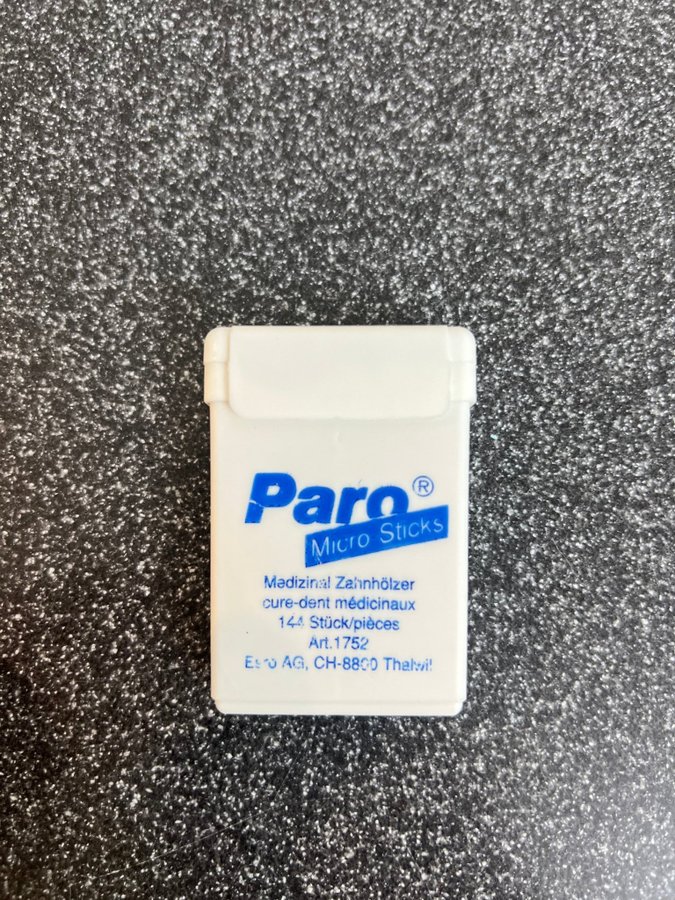 Paro®
Micro Sticks
Medizinal Zahnhölzer
cure-dent médicinaux
144 Stück/pièces
Art.1752
Esro AG, CH-8800 Thalwil